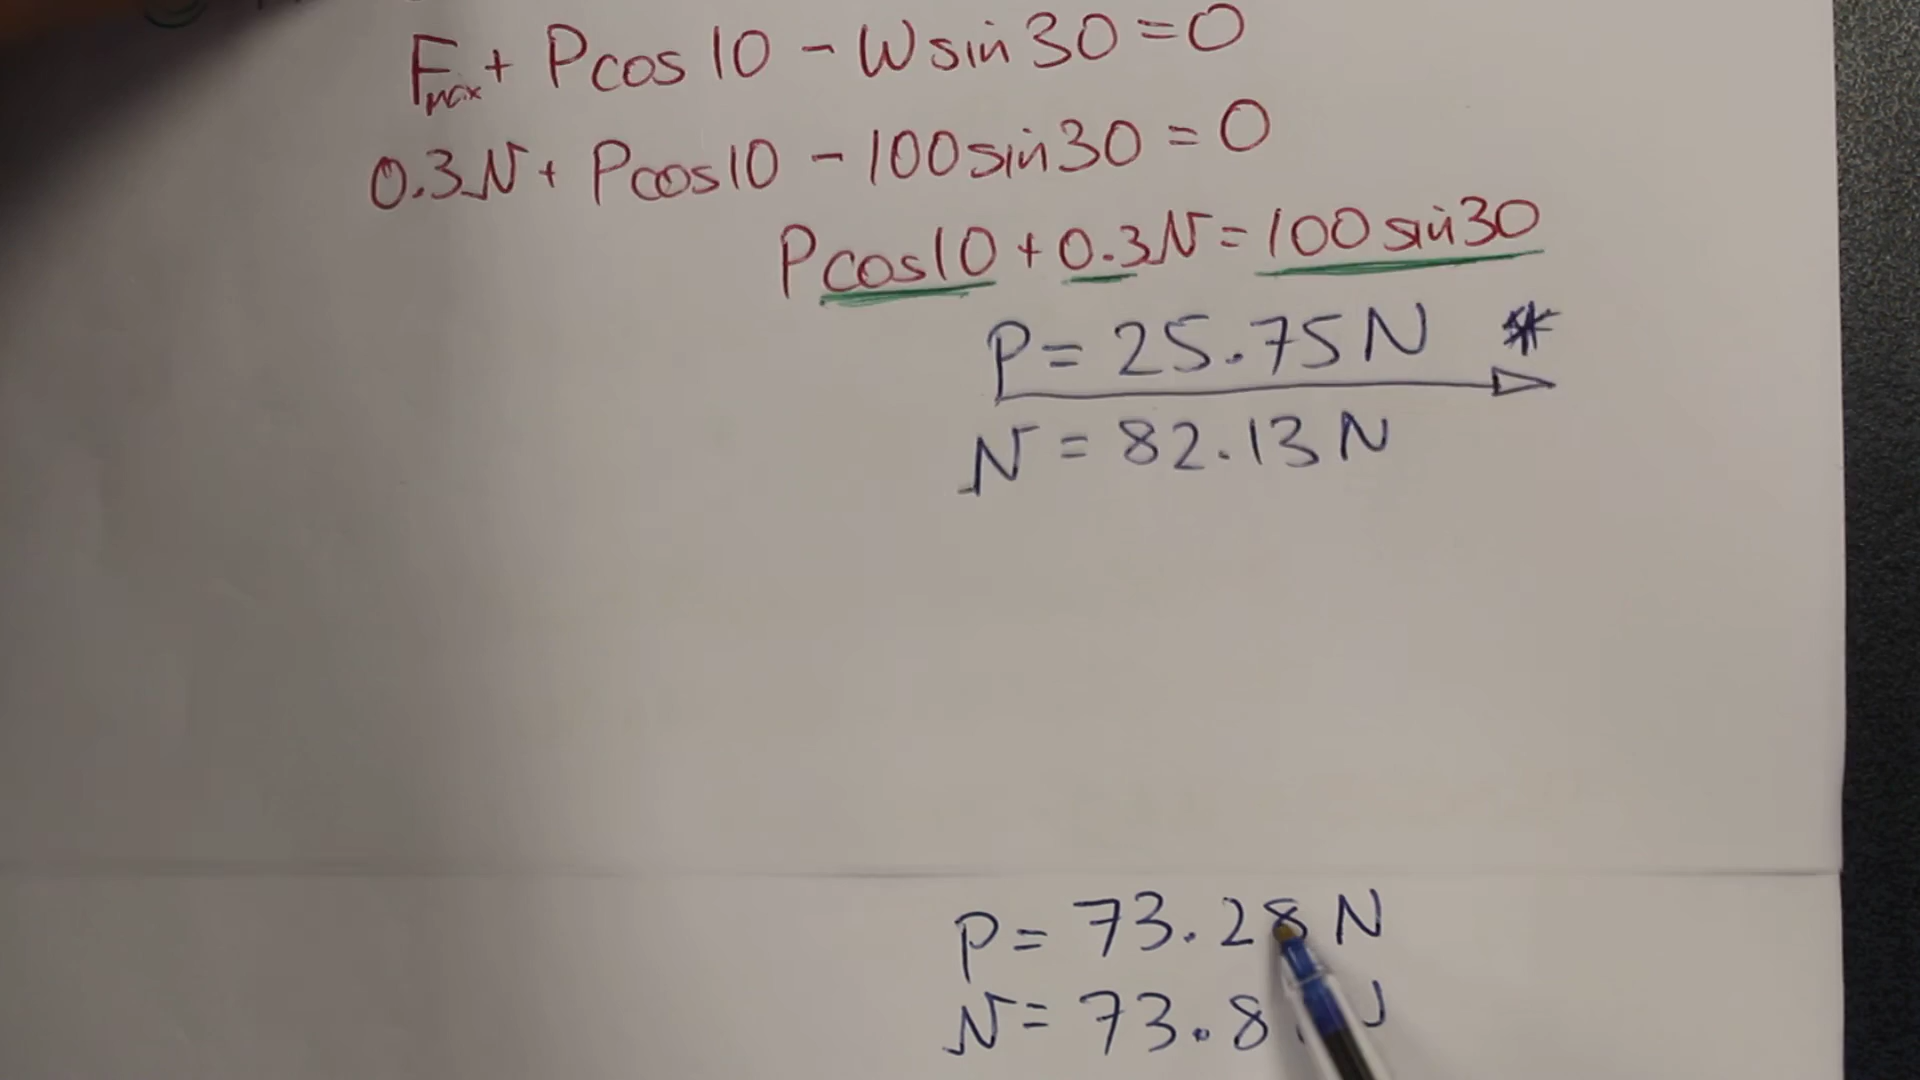 Fmax + Pcos10 - Wsin30 = 0
0.3N + Pcos10 - 100sin30 = 0
Pcos10 + 0.3N = 100sin30
P = 25.75N *
N = 82.13N
P = 73.28N
N = 73.8